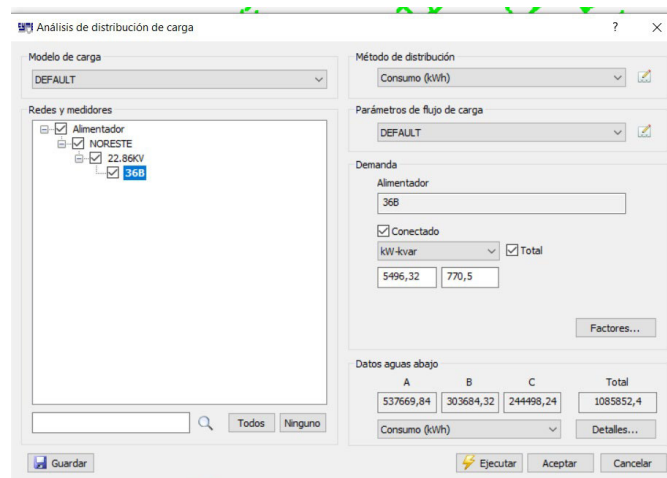 Análisis de distribución de carga
?
Modelo de carga
DEFAULT
Redes y medidores
Alimentador
NORESTE
22.86KV
36B
Todos
Ninguno
Método de distribución
Consumo (kWh)
Parámetros de flujo de carga
DEFAULT
Demanda
Alimentador
36B
Conectado
kW-kvar
Total
5496,32 770,5
Factores...
Datos aguas abajo
A B C Total
537669,84 303684,32 244498,24 1085852,4
Consumo (kWh)
Detalles...
Guardar
Ejecutar
Aceptar
Cancelar